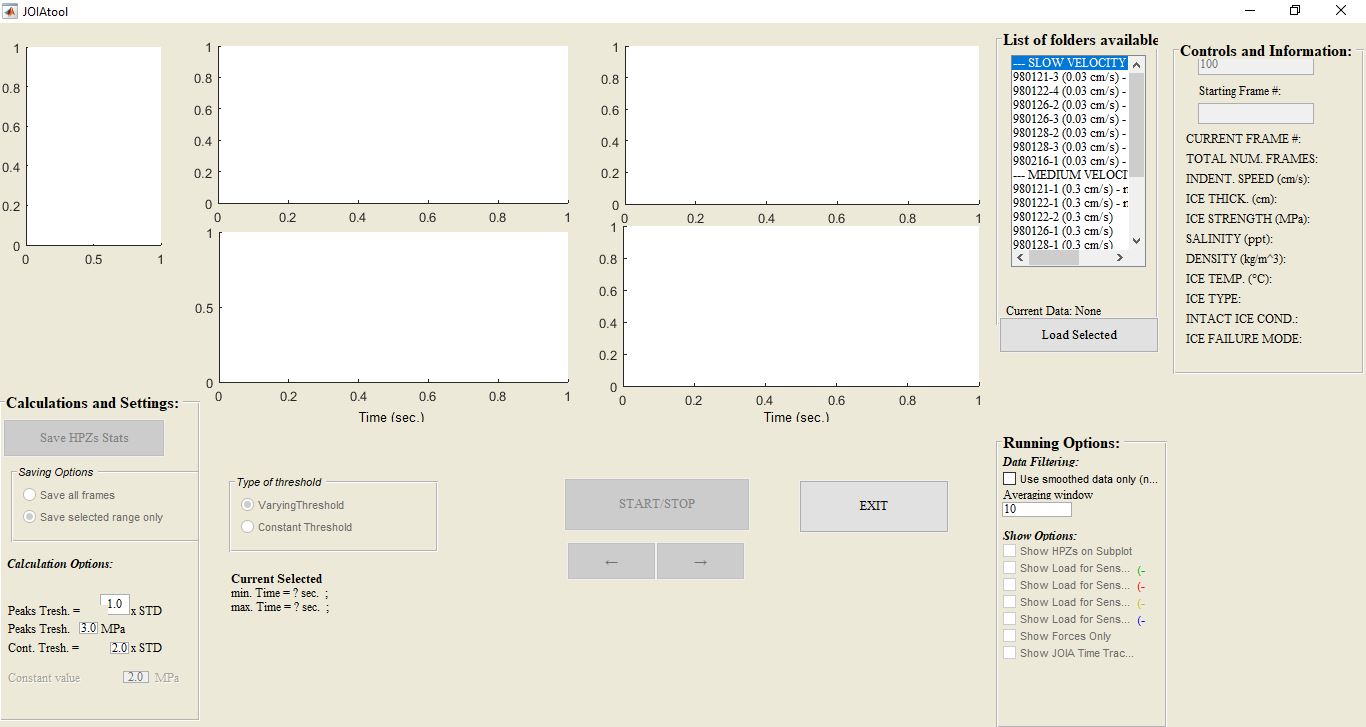 JOIAtool
1
0.8
0.6
0.4
0.2
0
0
0.5
1
1
0.8
0.6
0.4
0.2
0
0
0.2
0.4
0.6
0.8
1
1
0.8
0.6
0.4
0.2
0
0
0.2
0.4
0.6
0.8
1
1
0.5
0
0
0.2
0.4
0.6
0.8
1
Time (sec.)
1
0.8
0.6
0.4
0.2
0
0
0.2
0.4
0.6
0.8
1
Time (sec.)
List of folders available
--- SLOW VELOCITY
980121-3 (0.03 cm/s) -
980122-4 (0.03 cm/s) -
980126-2 (0.03 cm/s) -
980126-3 (0.03 cm/s) -
980128-2 (0.03 cm/s) -
980128-3 (0.03 cm/s) -
980216-1 (0.03 cm/s) -
--- MEDIUM VELOCI
980121-1 (0.3 cm/s) - n
980122-1 (0.3 cm/s) - n
980122-2 (0.3 cm/s)
980126-1 (0.3 cm/s)
980128-1 (0.3 cm/s)
Current Data: None
Load Selected
Controls and Information:
100
Starting Frame #:
CURRENT FRAME #:
TOTAL NUM. FRAMES:
INDENT. SPEED (cm/s):
ICE THICK. (cm):
ICE STRENGTH (MPa):
SALINITY (ppt):
DENSITY (kg/m^3):
ICE TEMP. (°C):
ICE TYPE:
INTACT ICE COND.:
ICE FAILURE MODE:
Calculations and Settings:
Save HPZs Stats
Saving Options
Save all frames
Save selected range only
Calculation Options:
Peaks Tresh. = 1.0 x STD
Peaks Tresh. 3.0 MPa
Cont. Tresh. = 2.0 x STD
Constant value 2.0 MPa
Type of threshold
VaryingThreshold
Constant Threshold
Current Selected
min. Time = ? sec. ;
max. Time = ? sec. ;
START/STOP
← →
EXIT
Running Options:
Data Filtering:
Use smoothed data only (n...
Averaging window
10
Show Options:
Show HPZs on Subplot
Show Load for Sens... (-
Show Load for Sens... (-
Show Load for Sens... (-
Show Load for Sens... (-
Show Forces Only
Show JOIA Time Trac...